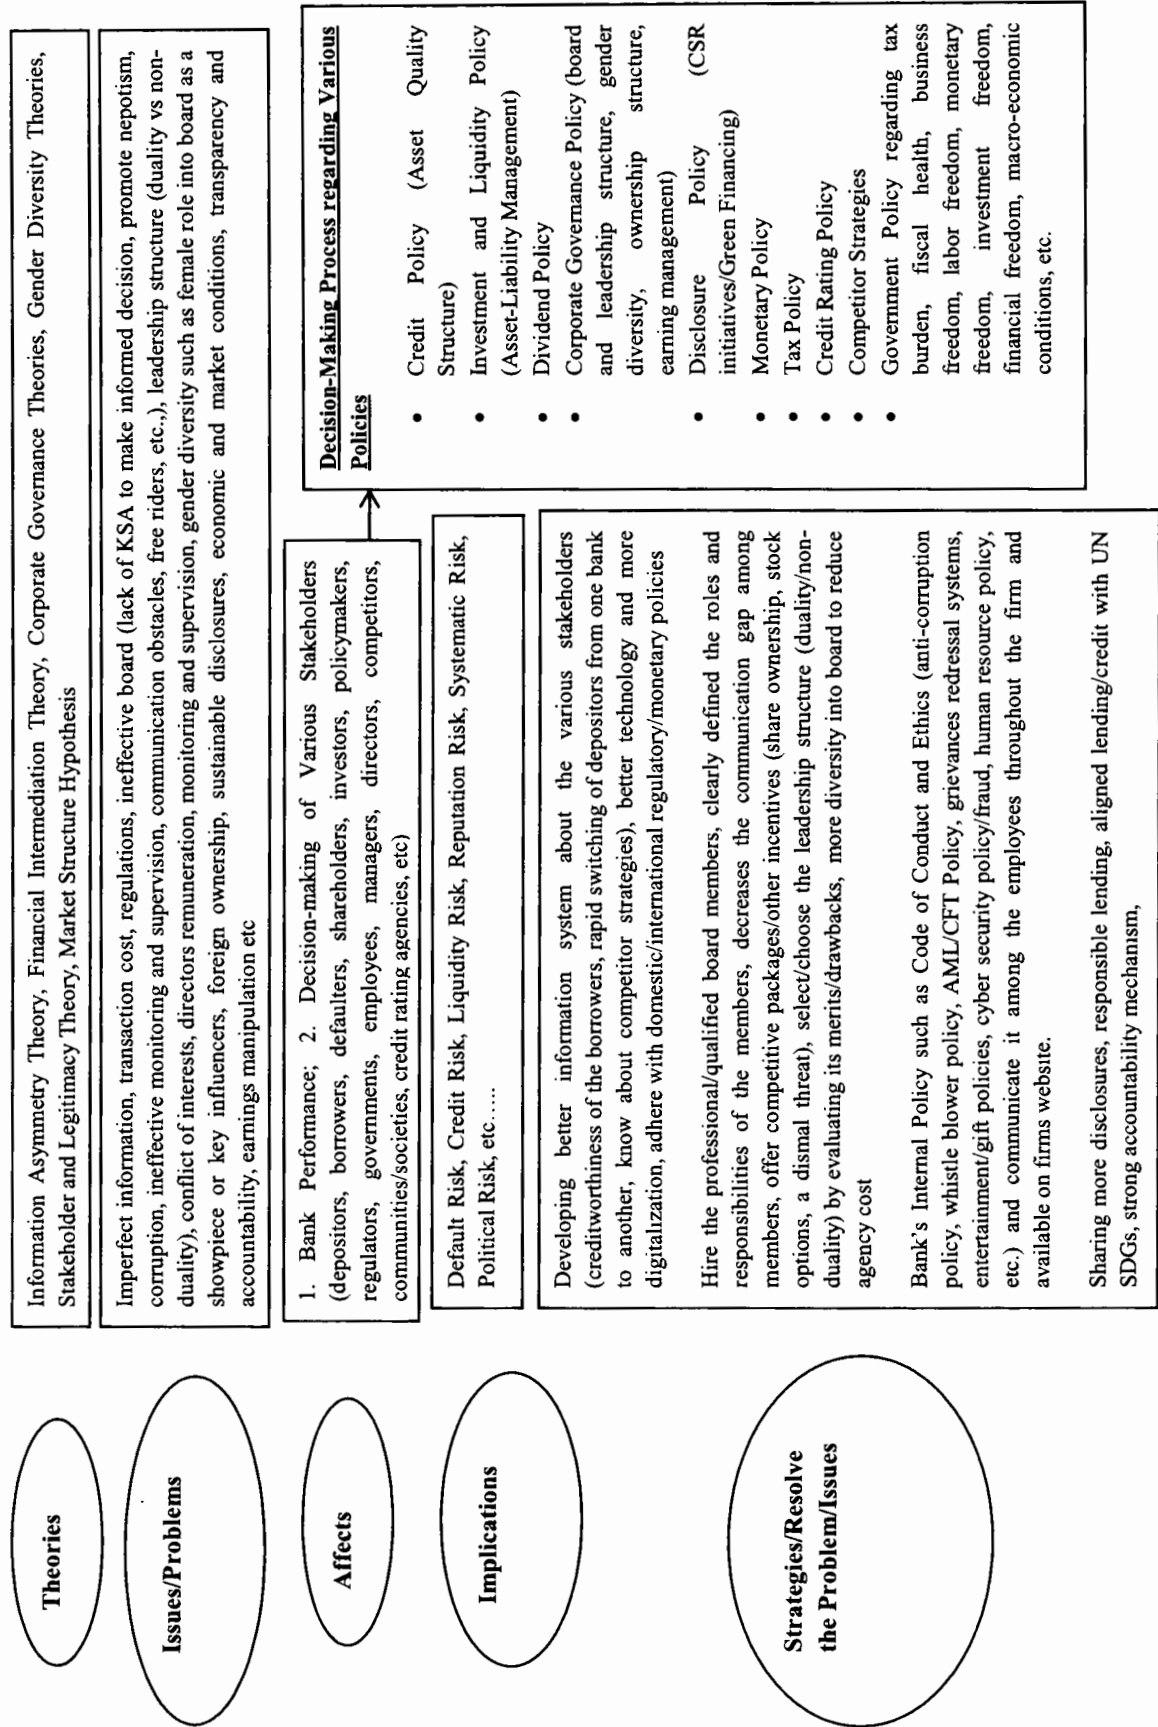 Theories
Information Asymmetry Theory, Financial Intermediation Theory, Corporate Governance Theories, Gender Diversity Theories,
Stakeholder and Legitimacy Theory, Market Structure Hypothesis
Issues/Problems
Imperfect information, transaction cost, regulations, ineffective board (lack of KSA to make informed decision, promote nepotism,
corruption, ineffective monitoring and supervision, communication obstacles, free riders, etc.,), leadership structure (duality vs non-
duality), conflict of interests, directors remuneration, monitoring and supervision, gender diversity such as female role into board as a
showpiece or key influencers, foreign ownership, sustainable disclosures, economic and market conditions, transparency and
accountability, earnings manipulation etc
Affects
1. Bank Performance; 2. Decision-making of Various Stakeholders
(depositors, borrowers, defaulters, shareholders, investors, policymakers,
regulators, governments, employees, managers, directors, competitors,
communities/societies, credit rating agencies, etc)
Decision-Making Process regarding Various
Policies
• Credit Policy (Asset Quality
Structure)
• Investment and Liquidity Policy
(Asset-Liability Management)
• Dividend Policy
• Corporate Governance Policy (board
and leadership structure, gender
diversity, ownership structure,
earning management)
• Disclosure Policy (CSR
initiatives/Green Financing)
• Monetary Policy
• Tax Policy
• Credit Rating Policy
• Competitor Strategies
• Government Policy regarding tax
burden, fiscal health, business
freedom, labor freedom, monetary
freedom, investment freedom,
financial freedom, macro-economic
conditions, etc.
Implications
Default Risk, Credit Risk, Liquidity Risk, Reputation Risk, Systematic Risk,
Political Risk, etc.....
Strategies/Resolve
the Problem/Issues
Developing better information system about the various stakeholders
(creditworthiness of the borrowers, rapid switching of depositors from one bank
to another, know about competitor strategies), better technology and more
digitalization, adhere with domestic/international regulatory/monetary policies
Hire the professional/qualified board members, clearly defined the roles and
responsibilities of the members, decreases the communication gap among
members, offer competitive packages/other incentives (share ownership, stock
options, a dismal threat), select/choose the leadership structure (duality/non-
duality) by evaluating its merits/drawbacks, more diversity into board to reduce
agency cost
Bank's Internal Policy such as Code of Conduct and Ethics (anti-corruption
policy, whistle blower policy, AML/CFT Policy, grievances redressal systems,
entertainment/gift policies, cyber security policy/fraud, human resource policy,
etc.) and communicate it among the employees throughout the firm and
available on firms website.
Sharing more disclosures, responsible lending, aligned lending/credit with UN
SDGs, strong accountability mechanism,